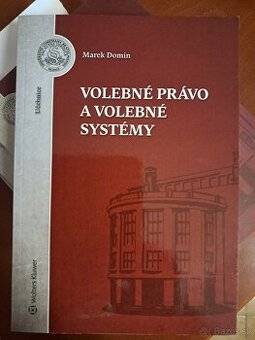 Marek Domin
VOLEBNÉ PRÁVO
A VOLEBNÉ
SYSTÉMY
Učebnice
Wolters Kluwer